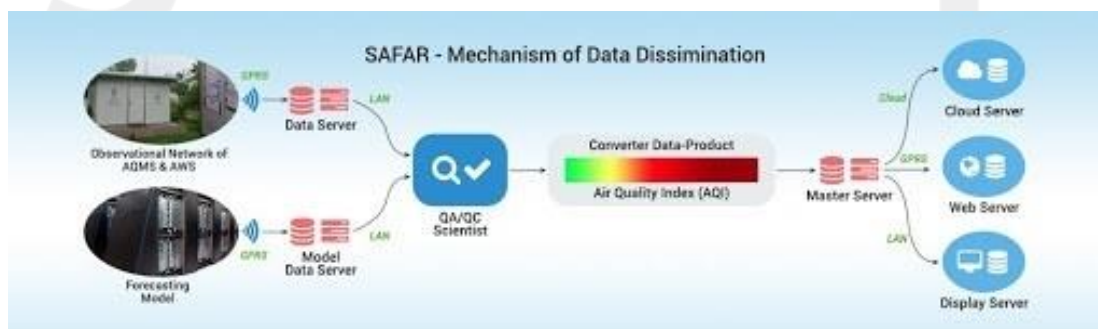 SAFAR - Mechanism of Data Dissimination
GPRS
LAN
Data Server
Observational Network of
AQMS & AWS
QA/QC
Scientist
Converter Data-Product
Air Quality Index (AQI)
Master Server
Cloud
Cloud Server
GPRS
Web Server
LAN
Display Server
GPRS
LAN
Model
Data Server
Forecasting
Model